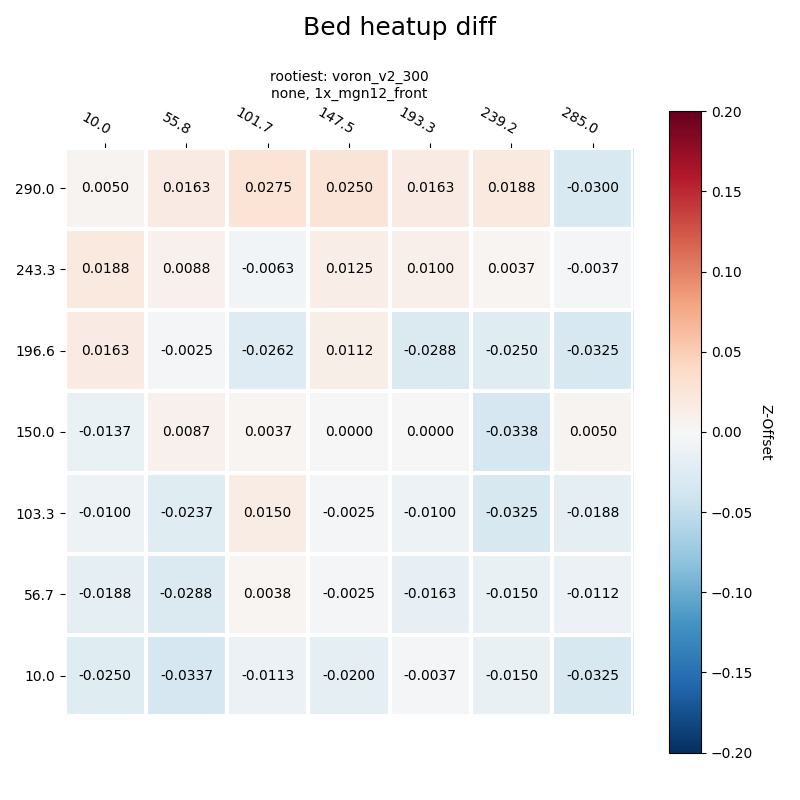 Bed heatup diff
rootiest: voron_v2_300
none, 1x_mgn12_front
10.0 55.8 101.7 147.5 193.3 239.2 285.0
290.0 0.0050 0.0163 0.0275 0.0250 0.0163 0.0188 -0.0300
243.3 0.0188 0.0088 -0.0063 0.0125 0.0100 0.0037 -0.0037
196.6 0.0163 -0.0025 -0.0262 0.0112 -0.0288 -0.0250 -0.0325
150.0 -0.0137 0.0087 0.0037 0.0000 0.0000 -0.0338 0.0050
103.3 -0.0100 -0.0237 0.0150 -0.0025 -0.0100 -0.0325 -0.0188
56.7 -0.0188 -0.0288 0.0038 -0.0025 -0.0163 -0.0150 -0.0112
10.0 -0.0250 -0.0337 -0.0113 -0.0200 -0.0037 -0.0150 -0.0325
0.20
0.15
0.10
0.05
0.00
−0.05
−0.10
−0.15
−0.20
Z-Offset